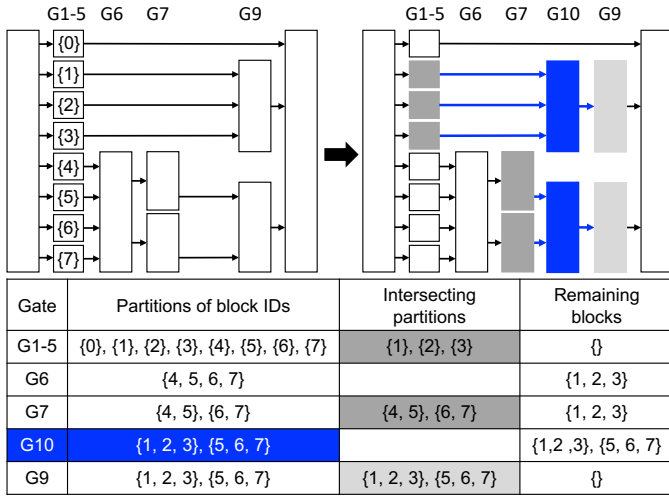 G1-5 G6 G7 G9
G1-5 G6 G7 G10 G9
{0}
{1}
{2}
{3}
{4}
{5}
{6}
{7}
Gate Partitions of block IDs Intersecting partitions Remaining blocks
G1-5 {0}, {1}, {2}, {3}, {4}, {5}, {6}, {7} {1}, {2}, {3} {}
G6 {4, 5, 6, 7} {1, 2, 3}
G7 {4, 5}, {6, 7} {4, 5}, {6, 7} {1, 2, 3}
G10 {1, 2, 3}, {5, 6, 7} {1,2 ,3}, {5, 6, 7}
G9 {1, 2, 3}, {5, 6, 7} {1, 2, 3}, {5, 6, 7} {}